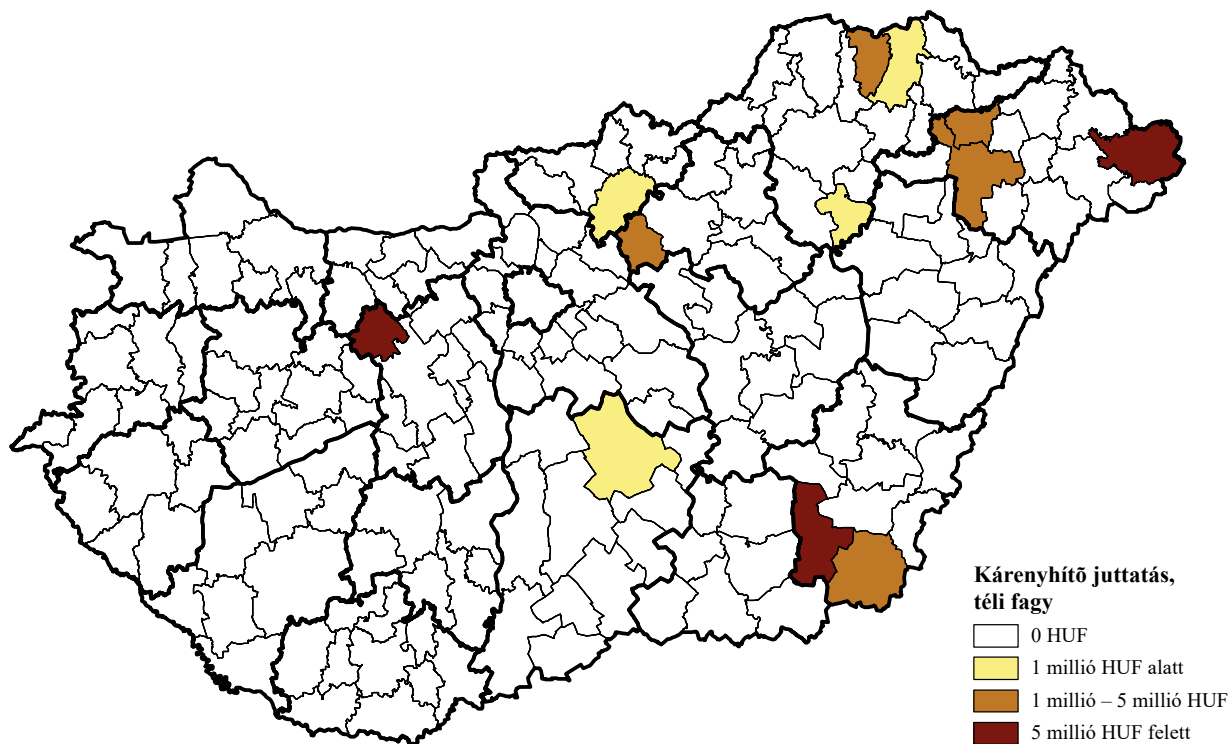 Kárenyhítõ juttatás,
téli fagy
0 HUF
1 millió HUF alatt
1 millió – 5 millió HUF
5 millió HUF felett